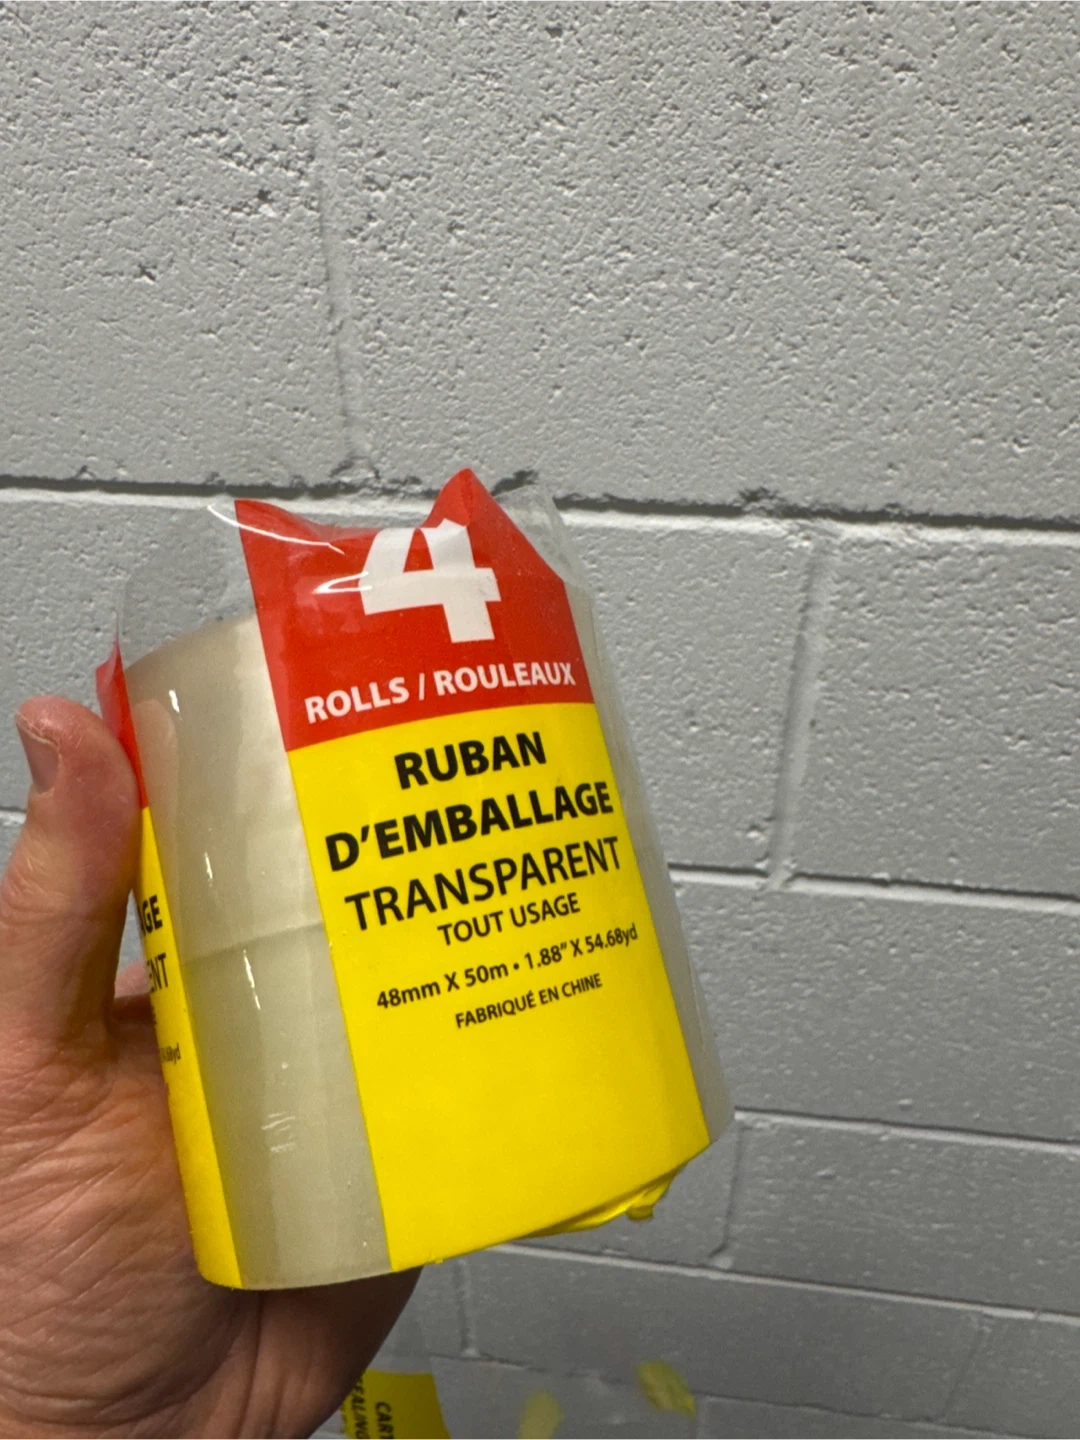 4
ROLLS / ROULEAUX
RUBAN
D'EMBALLAGE
TRANSPARENT
TOUT USAGE
48mm X 50m • 1.88" X 54.68yd
FABRIQUÉ EN CHINE